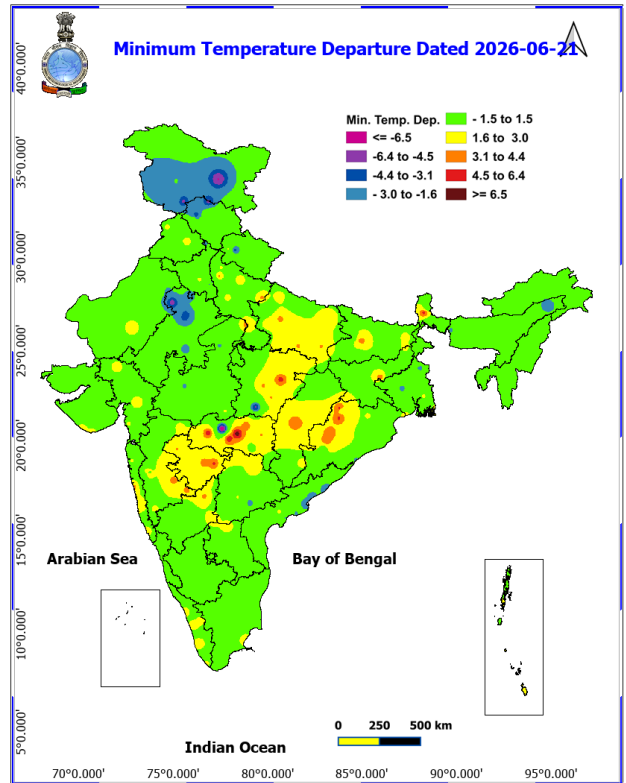 Minimum Temperature Departure Dated 2026-06-21
Min. Temp. Dep.
<= -6.5
-6.4 to -4.5
-4.4 to -3.1
- 3.0 to -1.6
- 1.5 to 1.5
1.6 to 3.0
3.1 to 4.4
4.5 to 6.4
>= 6.5
40°0.000'
35°0.000'
30°0.000'
25°0.000'
20°0.000'
15°0.000'
10°0.000'
5°0.000'
Arabian Sea
Bay of Bengal
Indian Ocean
0 250 500 km
70°0.000' 75°0.000' 80°0.000' 85°0.000' 90°0.000' 95°0.000'